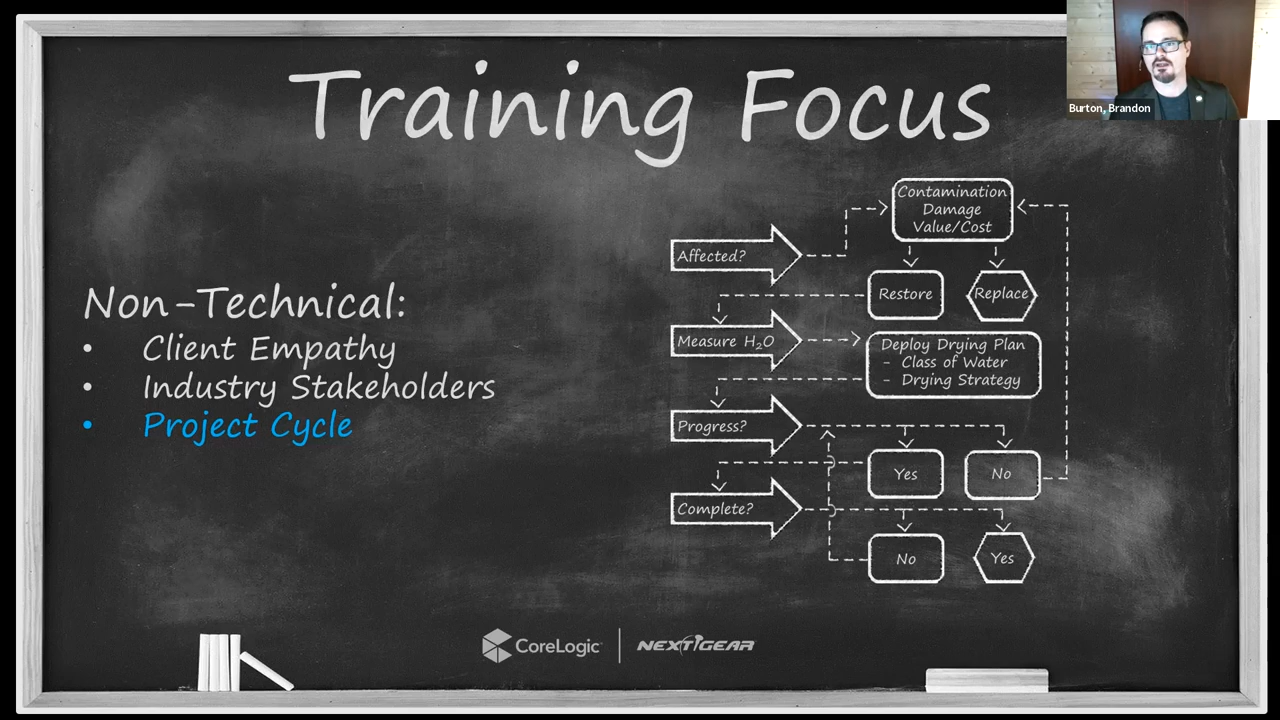 Training Focus
Burton, Brandon
Non-Technical:
• Client Empathy
• Industry Stakeholders
• Project Cycle
Contamination
Damage
Value/Cost
Affected?
Restore
Replace
Measure H₂O
Deploy Drying Plan
- Class of Water
- Drying Strategy
Progress?
Yes
No
Complete?
No
Yes
CoreLogic
NEXTGEAR